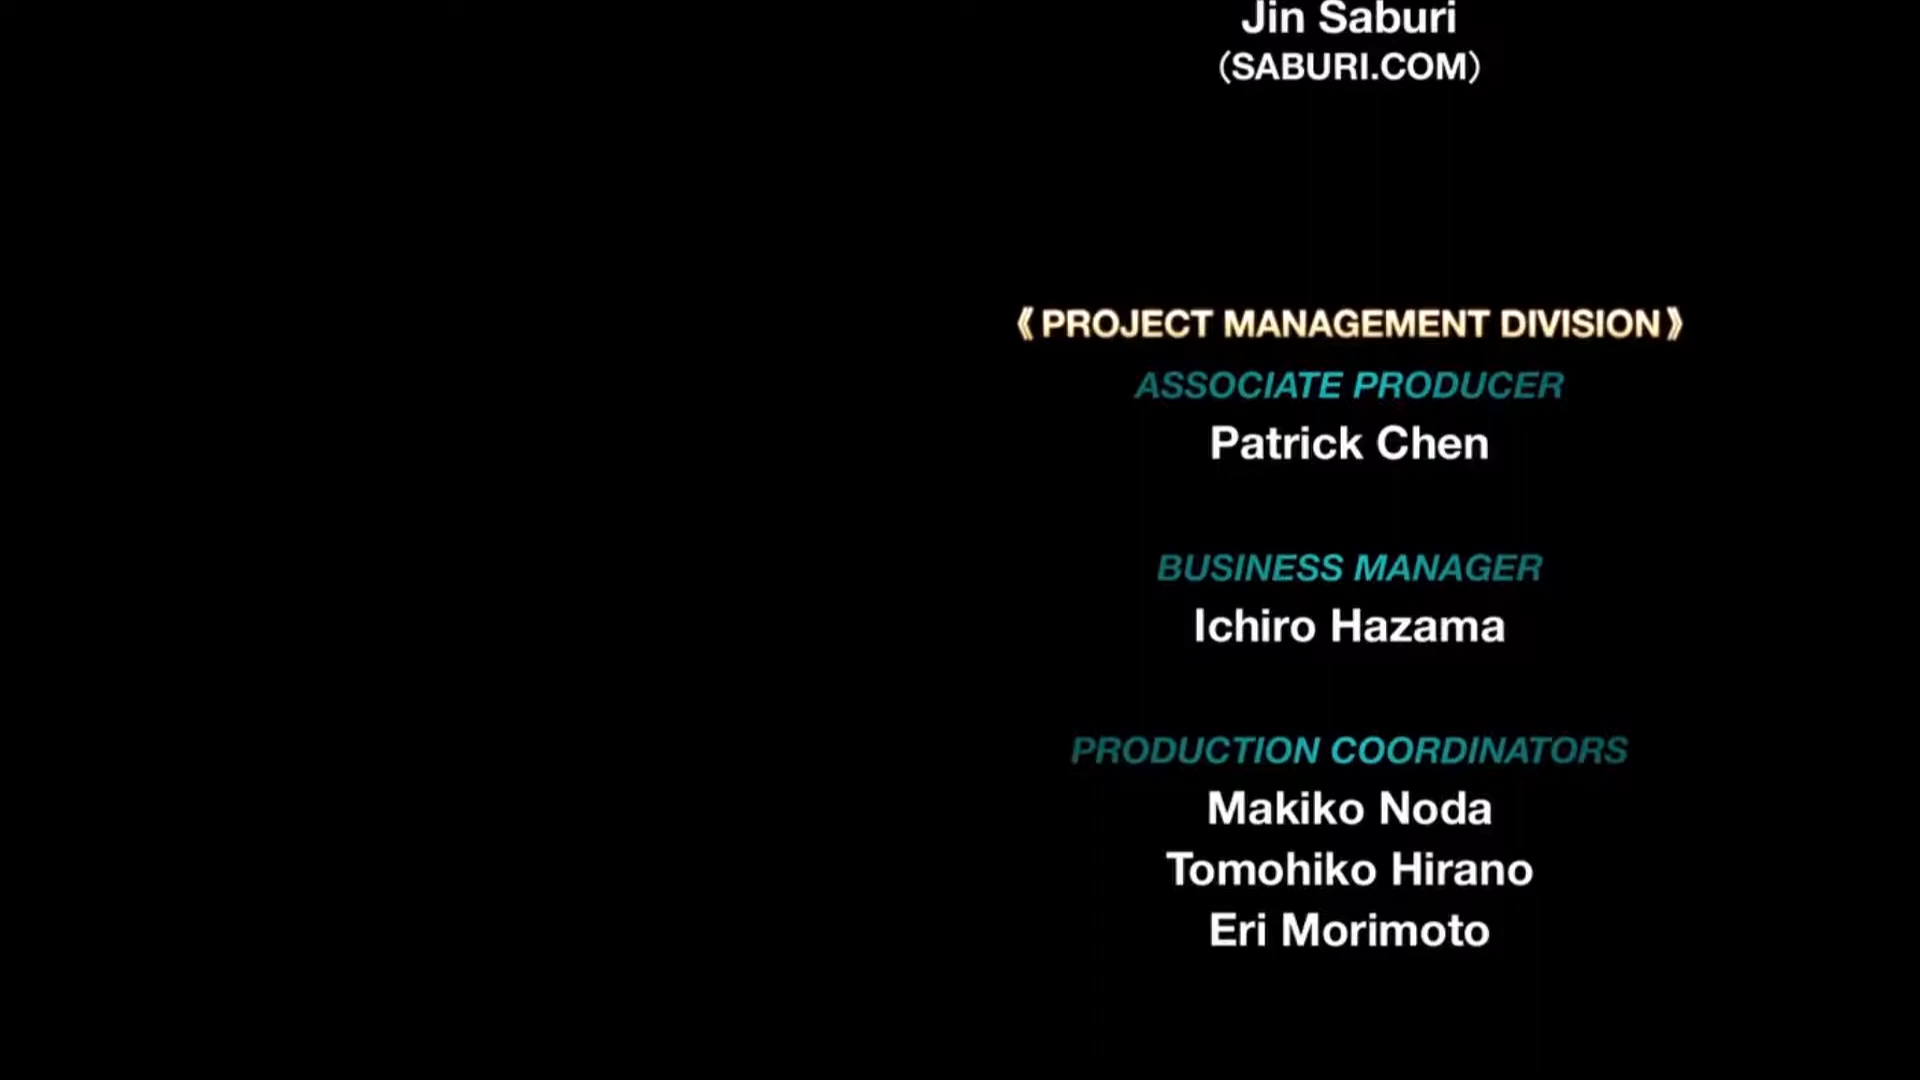 Jin Saburi
(SABURI.COM)
《PROJECT MANAGEMENT DIVISION》
ASSOCIATE PRODUCER
Patrick Chen
BUSINESS MANAGER
Ichiro Hazama
PRODUCTION COORDINATORS
Makiko Noda
Tomohiko Hirano
Eri Morimoto